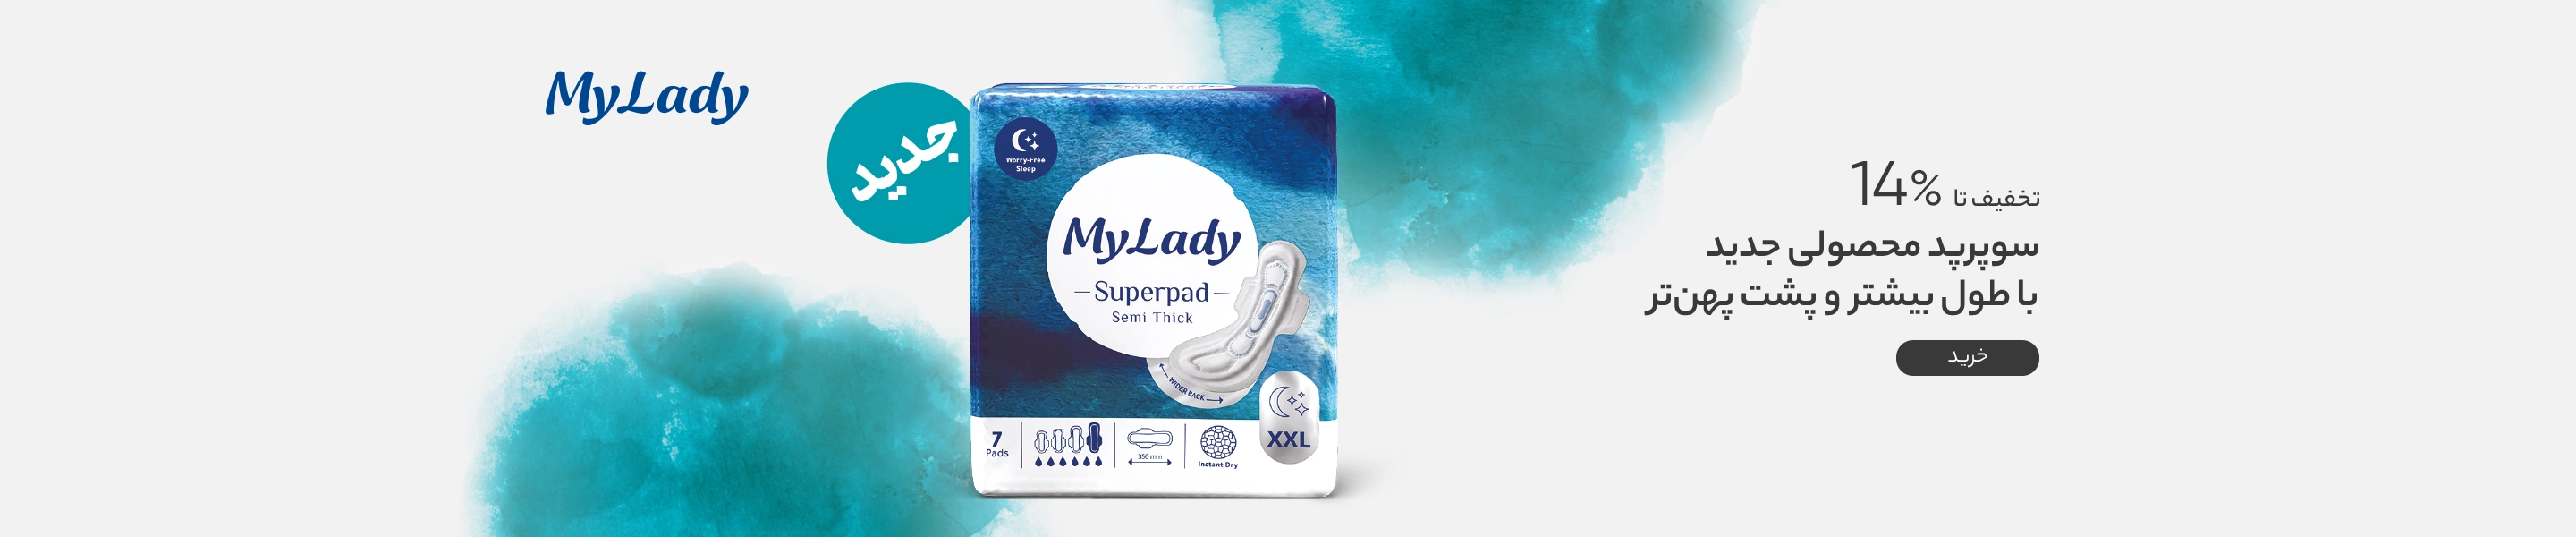 MyLady
جدید
Worry-Free
Sleep
MyLady
Superpad
Semi Thick
WIDER BACK
XXL
7
Pads
350 mm
Instant Dry
تخفیف تا 14%
سوپرپد محصولی جدید
با طول بیشتر و پشت پهن‌تر
خرید